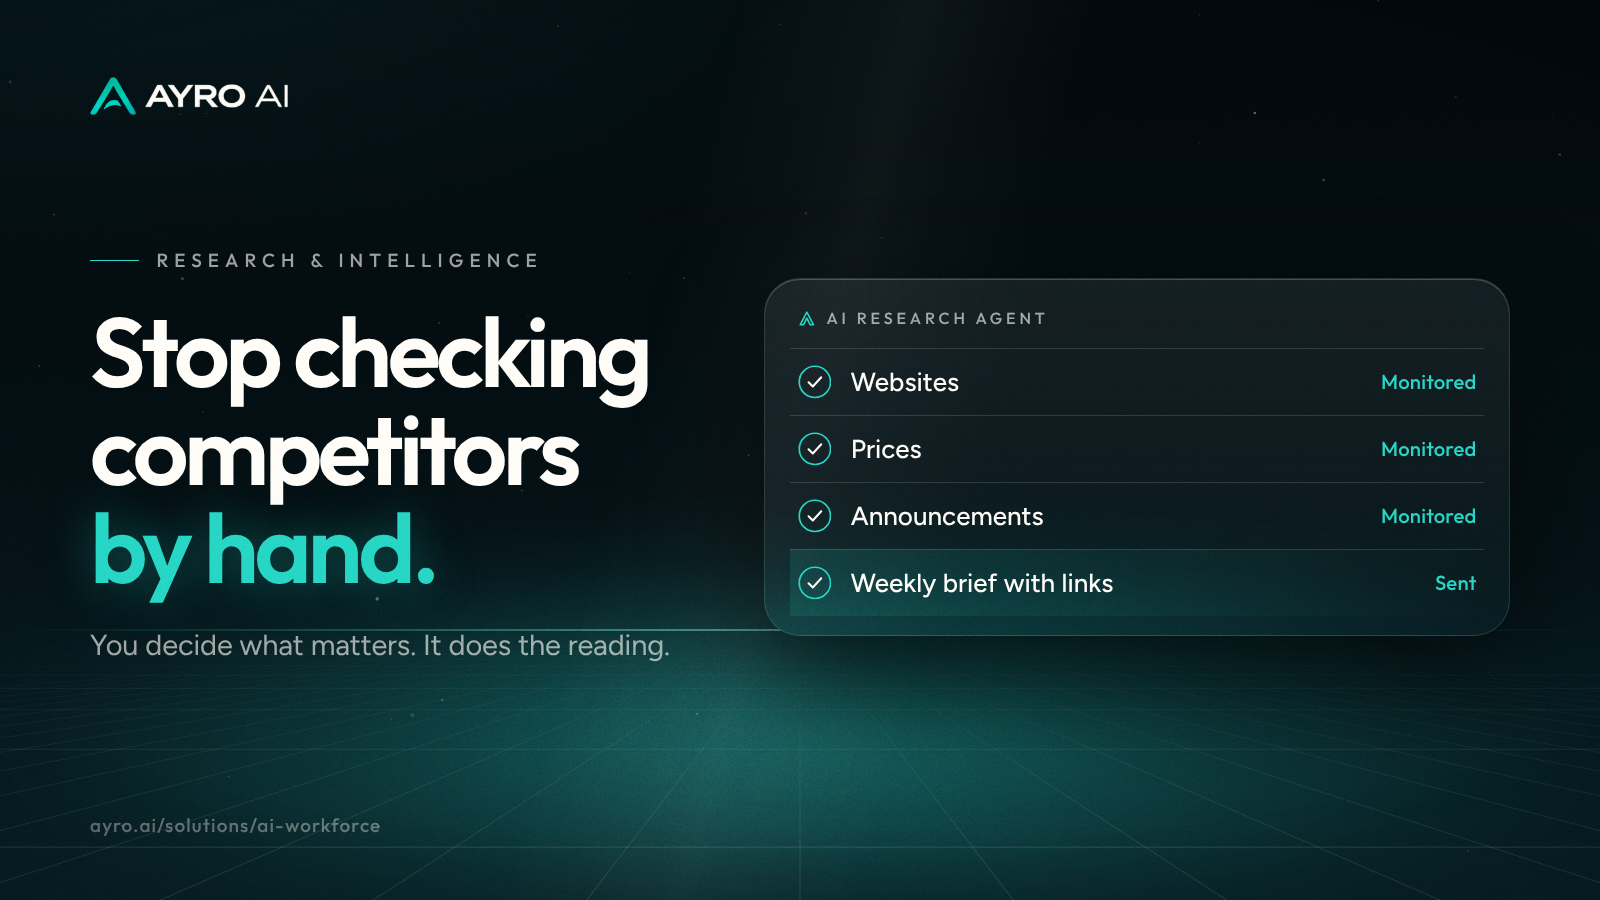 AYRO AI
RESEARCH & INTELLIGENCE
Stop checking
competitors
by hand.
You decide what matters. It does the reading.
AI RESEARCH AGENT
Websites Monitored
Prices Monitored
Announcements Monitored
Weekly brief with links Sent
ayro.ai/solutions/ai-workforce